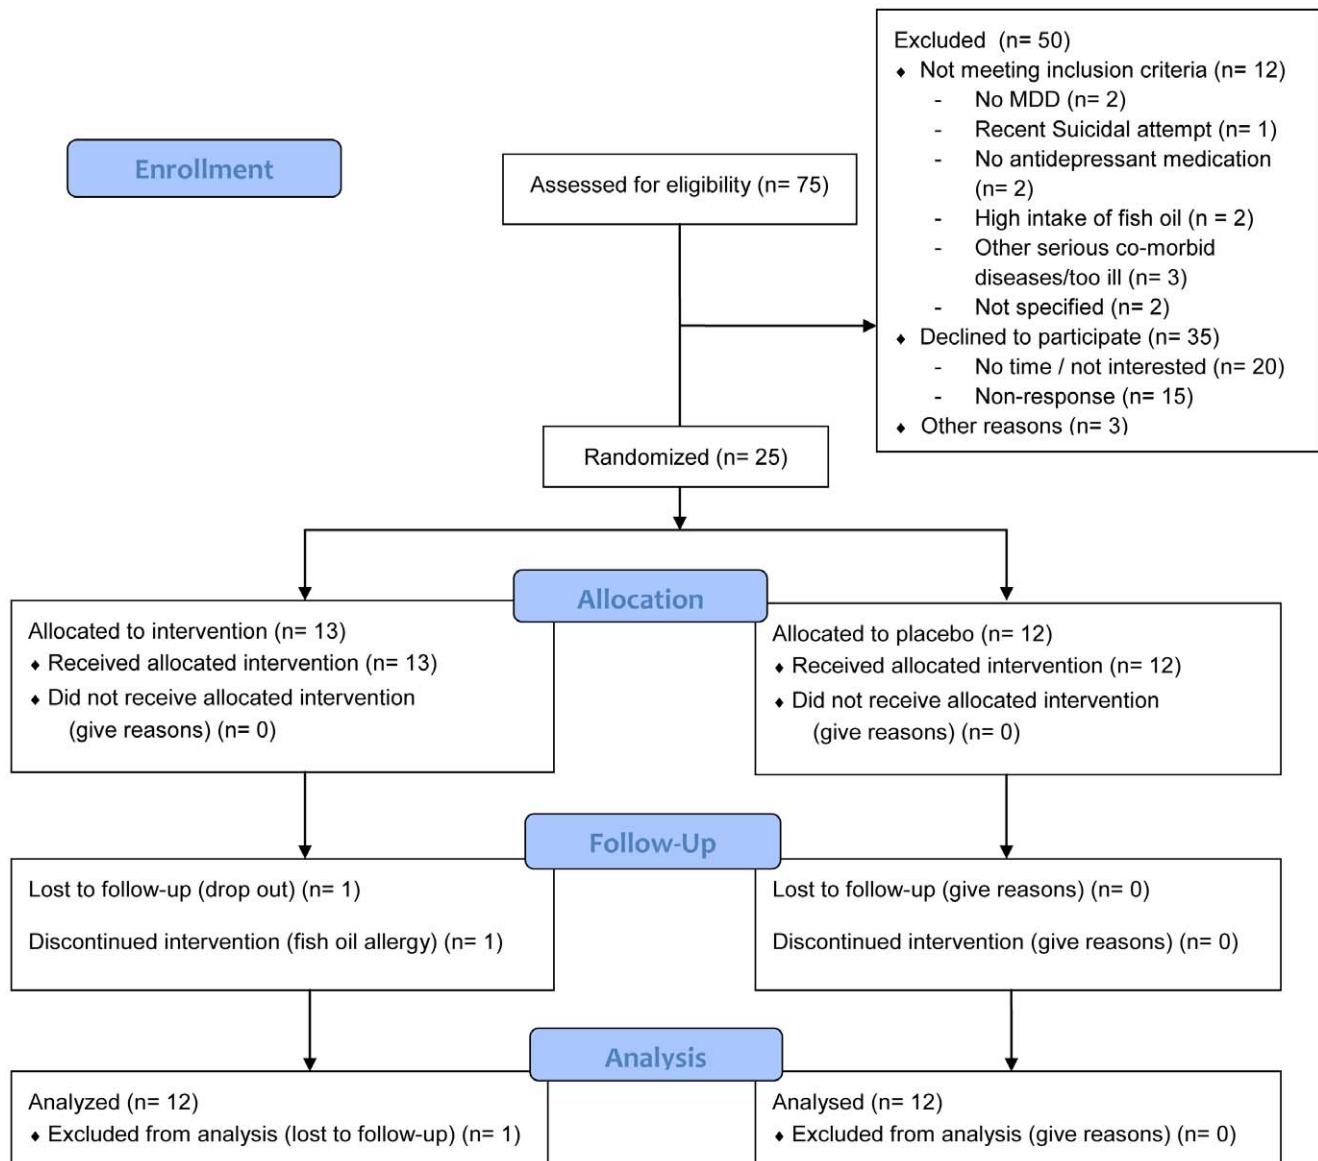 Enrollment
Assessed for eligibility (n= 75)
Excluded (n= 50)
♦ Not meeting inclusion criteria (n= 12)
- No MDD (n= 2)
- Recent Suicidal attempt (n= 1)
- No antidepressant medication
(n= 2)
- High intake of fish oil (n = 2)
- Other serious co-morbid
diseases/too ill (n= 3)
- Not specified (n= 2)
♦ Declined to participate (n= 35)
- No time / not interested (n= 20)
- Non-response (n= 15)
♦ Other reasons (n= 3)
Randomized (n= 25)
Allocation
Allocated to intervention (n= 13)
♦ Received allocated intervention (n= 13)
♦ Did not receive allocated intervention
(give reasons) (n= 0)
Allocated to placebo (n= 12)
♦ Received allocated intervention (n= 12)
♦ Did not receive allocated intervention
(give reasons) (n= 0)
Follow-Up
Lost to follow-up (drop out) (n= 1)
Discontinued intervention (fish oil allergy) (n= 1)
Lost to follow-up (give reasons) (n= 0)
Discontinued intervention (give reasons) (n= 0)
Analysis
Analyzed (n= 12)
♦ Excluded from analysis (lost to follow-up) (n= 1)
Analysed (n= 12)
♦ Excluded from analysis (give reasons) (n= 0)